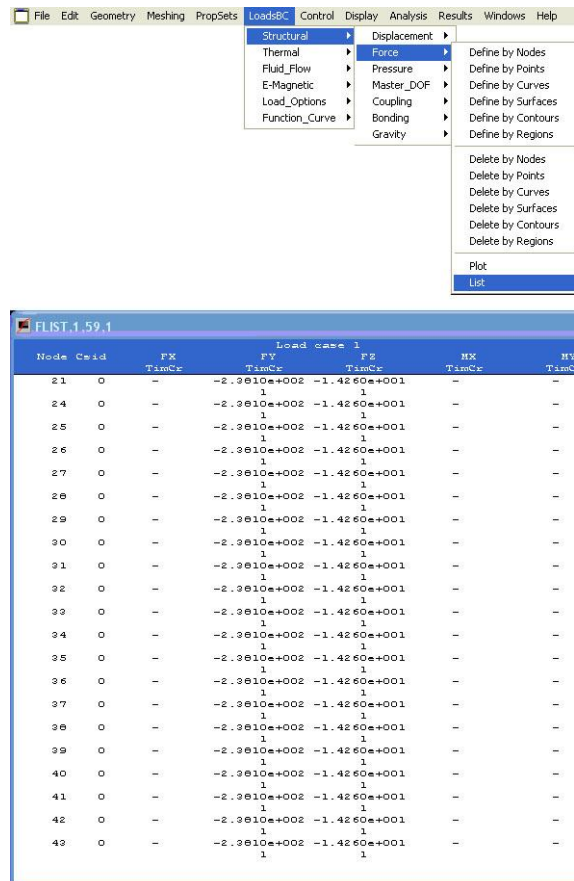 File Edit Geometry Meshing PropSets LoadsBC Control Display Analysis Results Windows Help
Structural
Thermal
Fluid_Flow
E-Magnetic
Load_Options
Function_Curve
Displacement
Force
Pressure
Master_DOF
Coupling
Bonding
Gravity
Define by Nodes
Define by Points
Define by Curves
Define by Surfaces
Define by Contours
Define by Regions
Delete by Nodes
Delete by Points
Delete by Curves
Delete by Surfaces
Delete by Contours
Delete by Regions
Plot
List
FLIST,1,59,1
Load case 1
Node Csid FX FY FZ MX MY
TimCr TimCr TimCr TimCr TimC
21 0 - -2.3810e+002 -1.4260e+001 - -
1 1
24 0 - -2.3810e+002 -1.4260e+001 - -
1 1
25 0 - -2.3810e+002 -1.4260e+001 - -
1 1
26 0 - -2.3810e+002 -1.4260e+001 - -
1 1
27 0 - -2.3810e+002 -1.4260e+001 - -
1 1
28 0 - -2.3810e+002 -1.4260e+001 - -
1 1
29 0 - -2.3810e+002 -1.4260e+001 - -
1 1
30 0 - -2.3810e+002 -1.4260e+001 - -
1 1
31 0 - -2.3810e+002 -1.4260e+001 - -
1 1
32 0 - -2.3810e+002 -1.4260e+001 - -
1 1
33 0 - -2.3810e+002 -1.4260e+001 - -
1 1
34 0 - -2.3810e+002 -1.4260e+001 - -
1 1
35 0 - -2.3810e+002 -1.4260e+001 - -
1 1
36 0 - -2.3810e+002 -1.4260e+001 - -
1 1
37 0 - -2.3810e+002 -1.4260e+001 - -
1 1
38 0 - -2.3810e+002 -1.4260e+001 - -
1 1
39 0 - -2.3810e+002 -1.4260e+001 - -
1 1
40 0 - -2.3810e+002 -1.4260e+001 - -
1 1
41 0 - -2.3810e+002 -1.4260e+001 - -
1 1
42 0 - -2.3810e+002 -1.4260e+001 - -
1 1
43 0 - -2.3810e+002 -1.4260e+001 - -
1 1